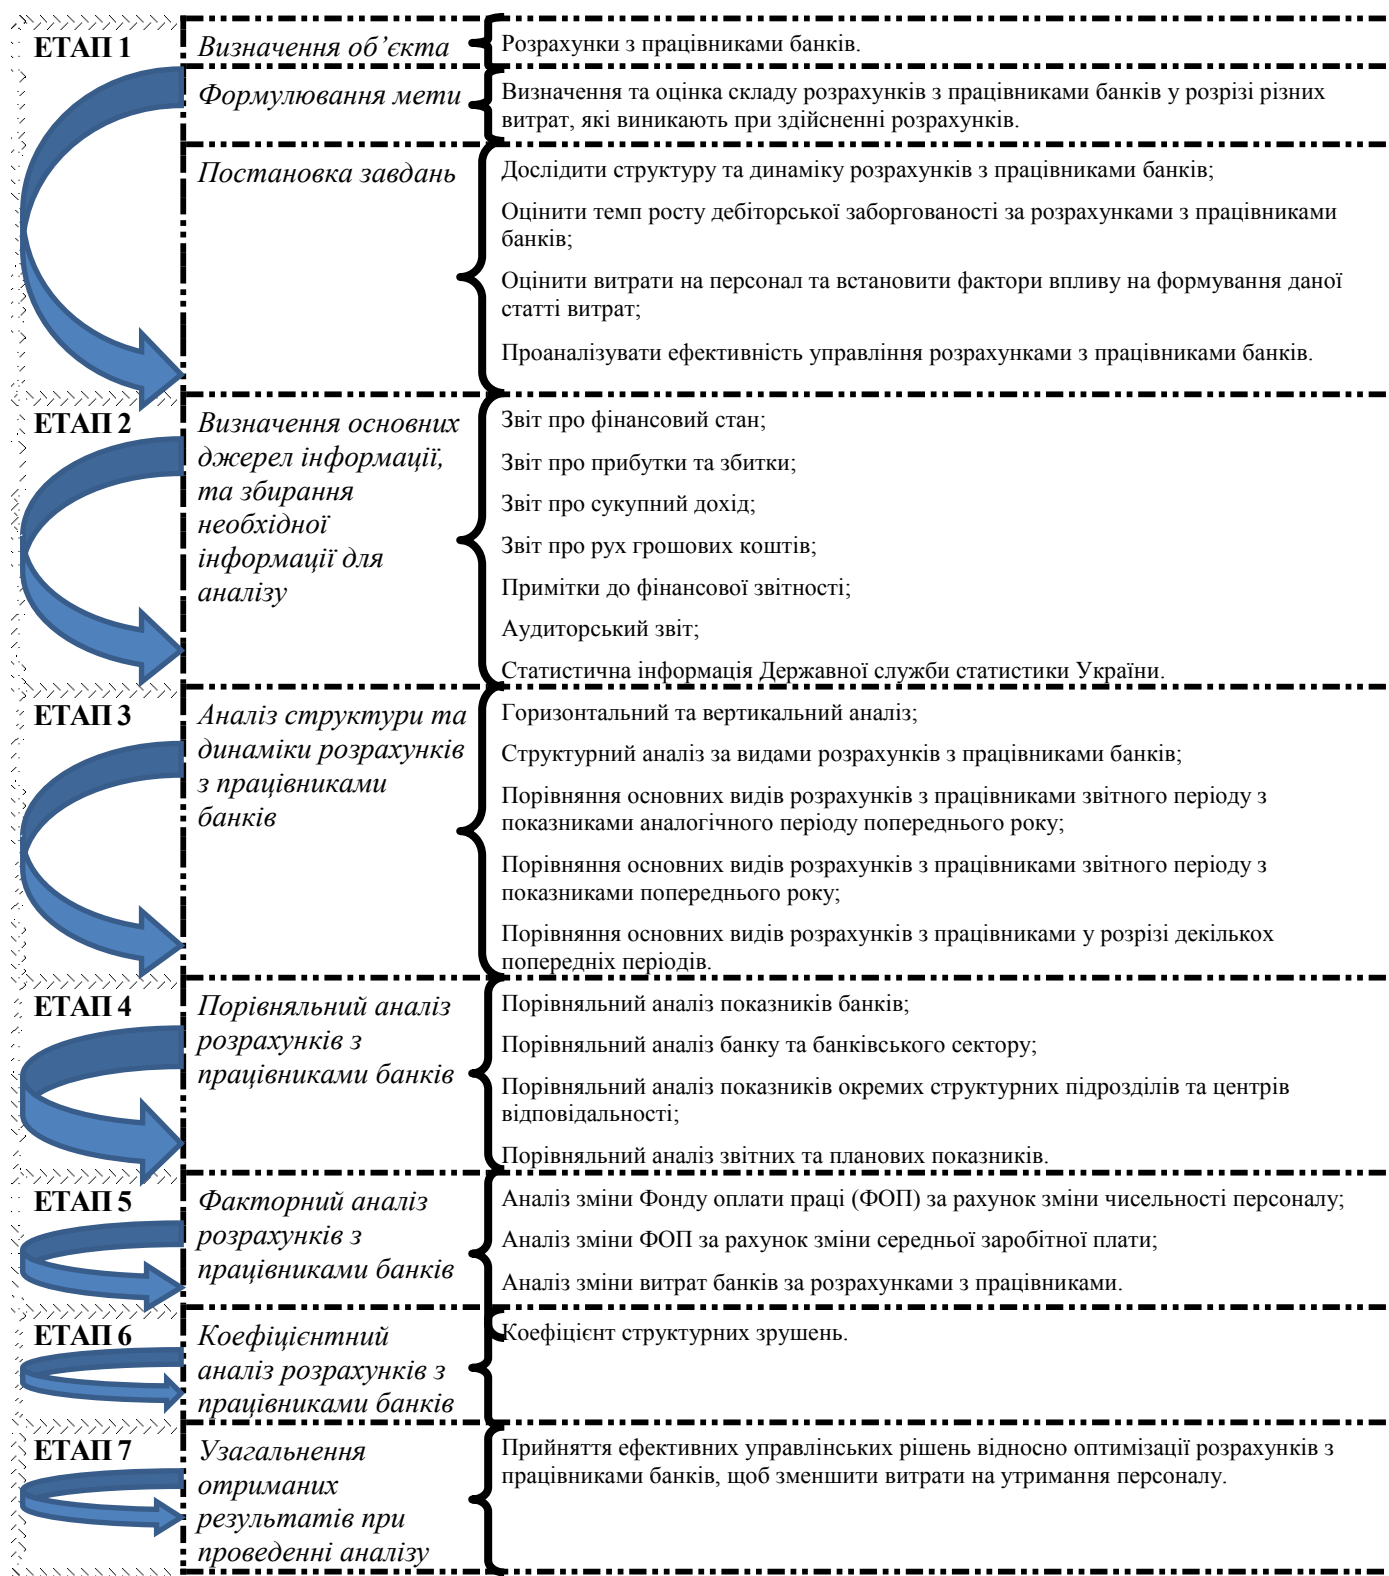 ЕТАП 1
Визначення об’єкта
Розрахунки з працівниками банків.
Формулювання мети
Визначення та оцінка складу розрахунків з працівниками банків у розрізі різних
витрат, які виникають при здійсненні розрахунків.
Постановка завдань
Дослідити структуру та динаміку розрахунків з працівниками банків;
Оцінити темп росту дебіторської заборгованості за розрахунками з працівниками
банків;
Оцінити витрати на персонал та встановити фактори впливу на формування даної
статті витрат;
Проаналізувати ефективність управління розрахунками з працівниками банків.
ЕТАП 2
Визначення основних
джерел інформації,
та збирання
необхідної
інформації для
аналізу
Звіт про фінансовий стан;
Звіт про прибутки та збитки;
Звіт про сукупний дохід;
Звіт про рух грошових коштів;
Примітки до фінансової звітності;
Аудиторський звіт;
Статистична інформація Державної служби статистики України.
ЕТАП 3
Аналіз структури та
динаміки розрахунків
з працівниками
банків
Горизонтальний та вертикальний аналіз;
Структурний аналіз за видами розрахунків з працівниками банків;
Порівняння основних видів розрахунків з працівниками звітного періоду з
показниками аналогічного періоду попереднього року;
Порівняння основних видів розрахунків з працівниками звітного періоду з
показниками попереднього року;
Порівняння основних видів розрахунків з працівниками у розрізі декількох
попередніх періодів.
ЕТАП 4
Порівняльний аналіз
розрахунків з
працівниками банків
Порівняльний аналіз показників банків;
Порівняльний аналіз банку та банківського сектору;
Порівняльний аналіз показників окремих структурних підрозділів та центрів
відповідальності;
Порівняльний аналіз звітних та планових показників.
ЕТАП 5
Факторний аналіз
розрахунків з
працівниками банків
Аналіз зміни Фонду оплати праці (ФОП) за рахунок зміни чисельності персоналу;
Аналіз зміни ФОП за рахунок зміни середньої заробітної плати;
Аналіз зміни витрат банків за розрахунками з працівниками.
ЕТАП 6
Коефіцієнтний
аналіз розрахунків з
працівниками банків
Коефіцієнт структурних зрушень.
ЕТАП 7
Узагальнення
отриманих
результатів при
проведенні аналізу
Прийняття ефективних управлінських рішень відносно оптимізації розрахунків з
працівниками банків, щоб зменшити витрати на утримання персоналу.